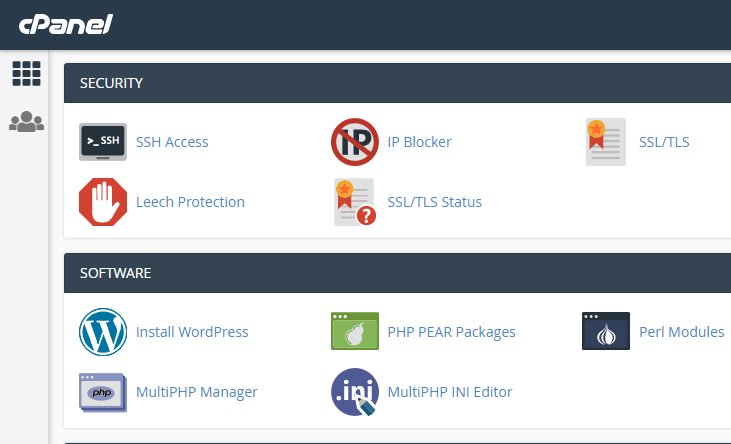 cPanel
SECURITY
>_ SSH SSH Access
IP IP Blocker
SSL/TLS
Leech Protection
? SSL/TLS Status
SOFTWARE
W Install WordPress
PHP PEAR Packages
Perl Modules
php MultiPHP Manager
.ini MultiPHP INI Editor